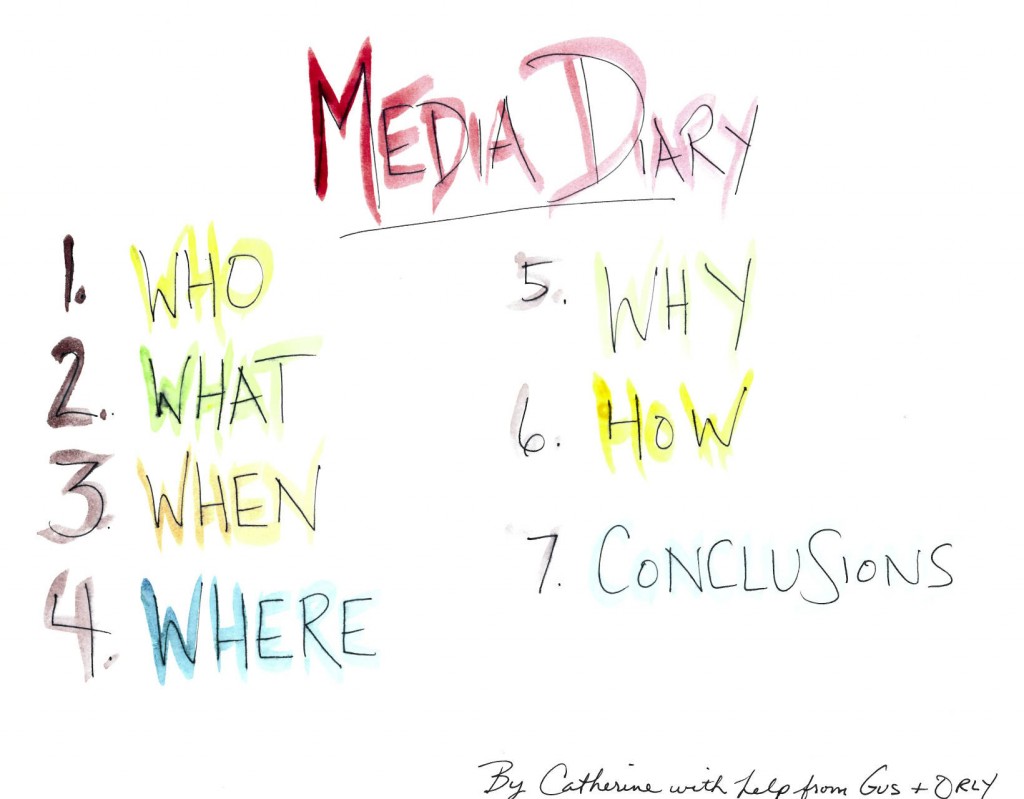 MEDIA DIARY
1. WHO
2. WHAT
3. WHEN
4. WHERE
5. WHY
6. HOW
7. CONCLUSIONS
By Catherine with help from GUS + ORLY